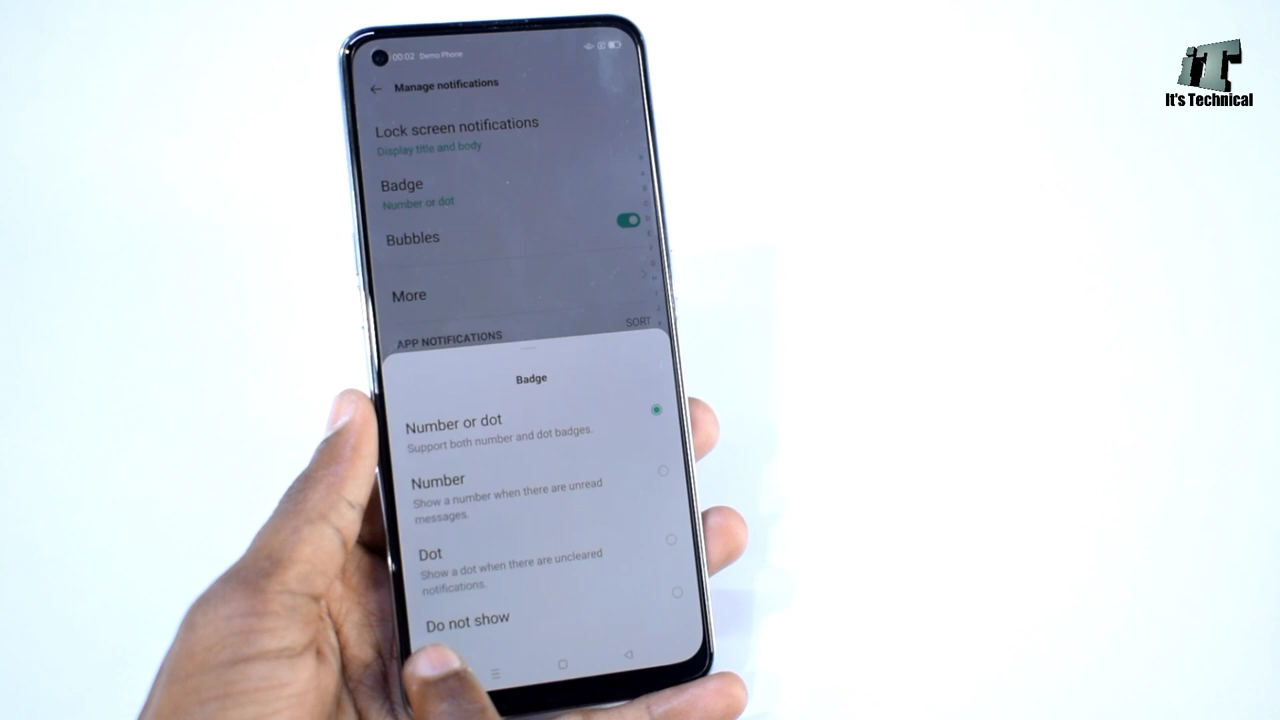 00:02 Demo Phone
Manage notifications
Lock screen notifications
Display title and body
Badge
Number or dot
Bubbles
More
APP NOTIFICATIONS SORT
Badge
Number or dot
Support both number and dot badges.
Number
Show a number when there are unread
messages.
Dot
Show a dot when there are uncleared
notifications.
Do not show
iT
It's Technical